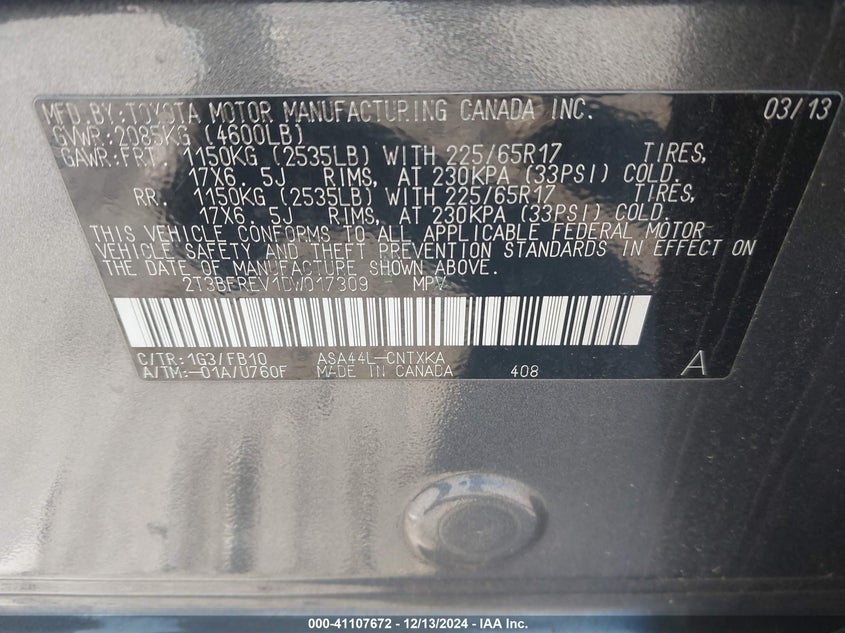 MFD.BY:TOYOTA MOTOR MANUFACTURING CANADA INC. 03/13
GVWR:2085KG (4600LB)
GAWR:FRT. 1150KG (2535LB) WITH 225/65R17 TIRES,
17X6. 5J RIMS, AT 230KPA (33PSI) COLD.
RR. 1150KG (2535LB) WITH 225/65R17 TIRES,
17X6. 5J RIMS, AT 230KPA (33PSI) COLD.
THIS VEHICLE CONFORMS TO ALL APPLICABLE FEDERAL MOTOR
VEHICLE SAFETY AND THEFT PREVENTION STANDARDS IN EFFECT ON
THE DATE OF MANUFACTURE SHOWN ABOVE.
2T3BFREV1DW017309 MPV
C/TR:1G3/FB10 ASA44L-CNTXKA
A/TM:-01A/U760F MADE IN CANADA 408 A
000-41107672 - 12/13/2024 - IAA Inc.